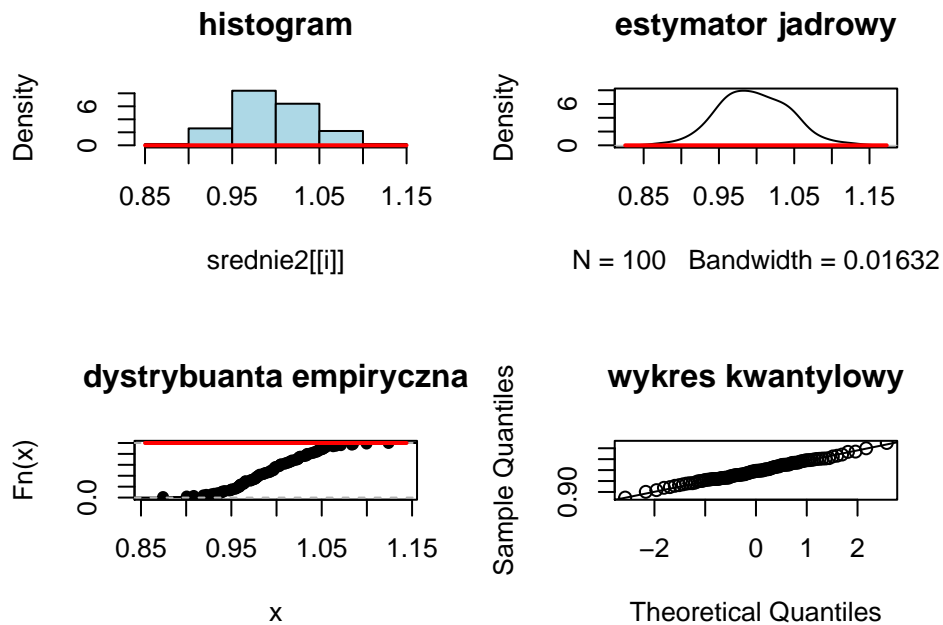 histogram
Density
0 6
0.85 0.95 1.05 1.15
srednie2[[i]]
estymator jadrowy
Density
0 6
0.85 0.95 1.05 1.15
N = 100 Bandwidth = 0.01632
dystrybuanta empiryczna
Fn(x)
0.0
0.85 0.95 1.05 1.15
x
wykres kwantylowy
Sample Quantiles
0.90
−2 0 1 2
Theoretical Quantiles